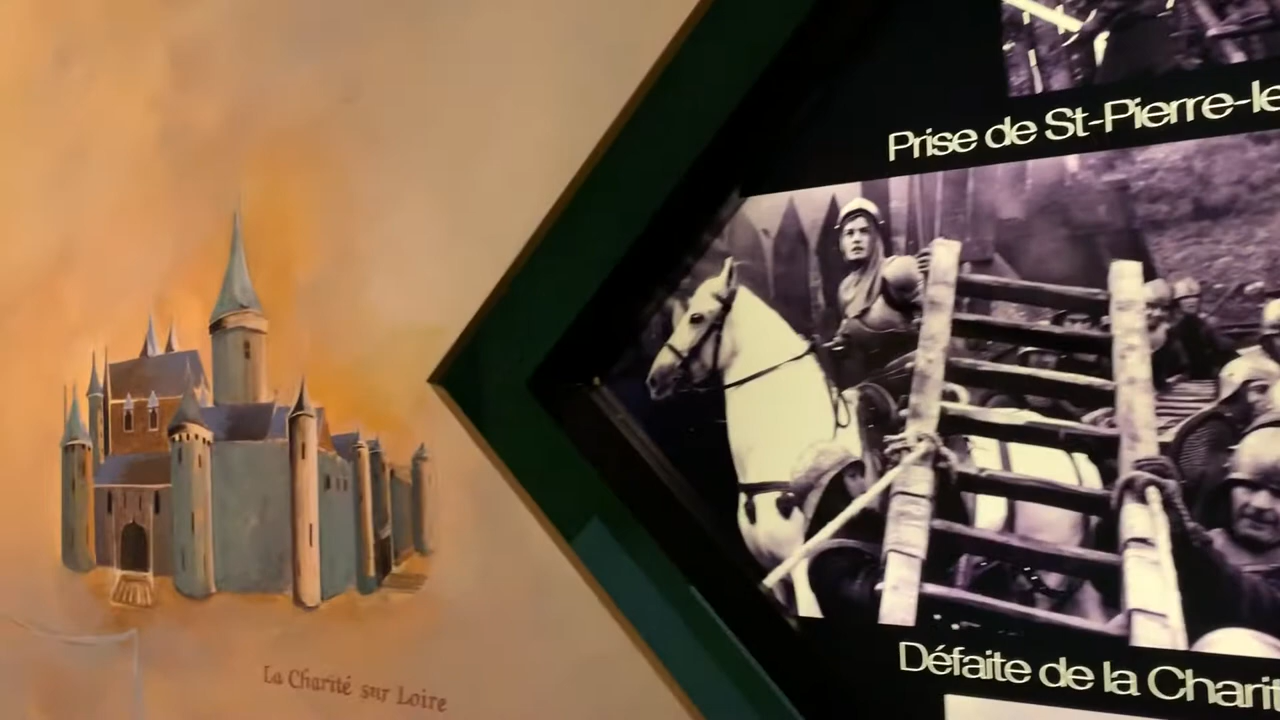 Prise de St-Pierre-le
Défaite de la Charit
La Charité sur Loire